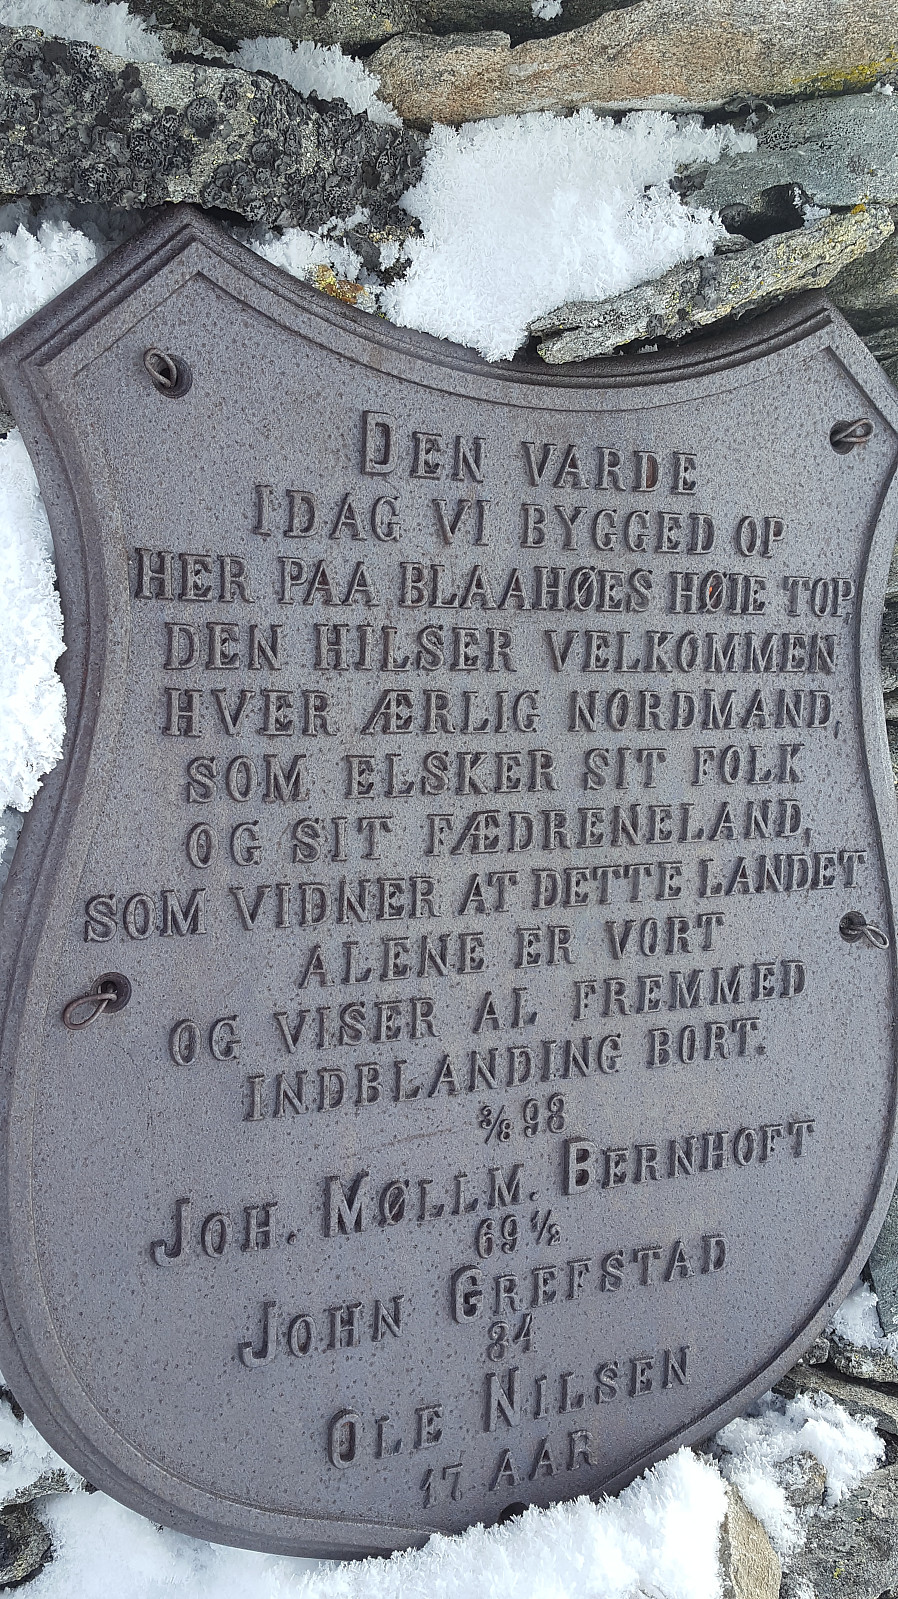 DEN VARDE
IDAG VI BYGGED OP
HER PAA BLAAHØES HØIE TOP,
DEN HILSER VELKOMMEN
HVER ÆRLIG NORDMAND,
SOM ELSKER SIT FOLK
OG SIT FÆDRENELAND,
SOM VIDNER AT DETTE LANDET
ALENE ER VORT
OG VISER AL FREMMED
INDBLANDING BORT.
3/8 98
JOH. MØLLM. BERNHOFT
69 1/2
JOHN GREFSTAD
34
OLE NILSEN
17 AAR